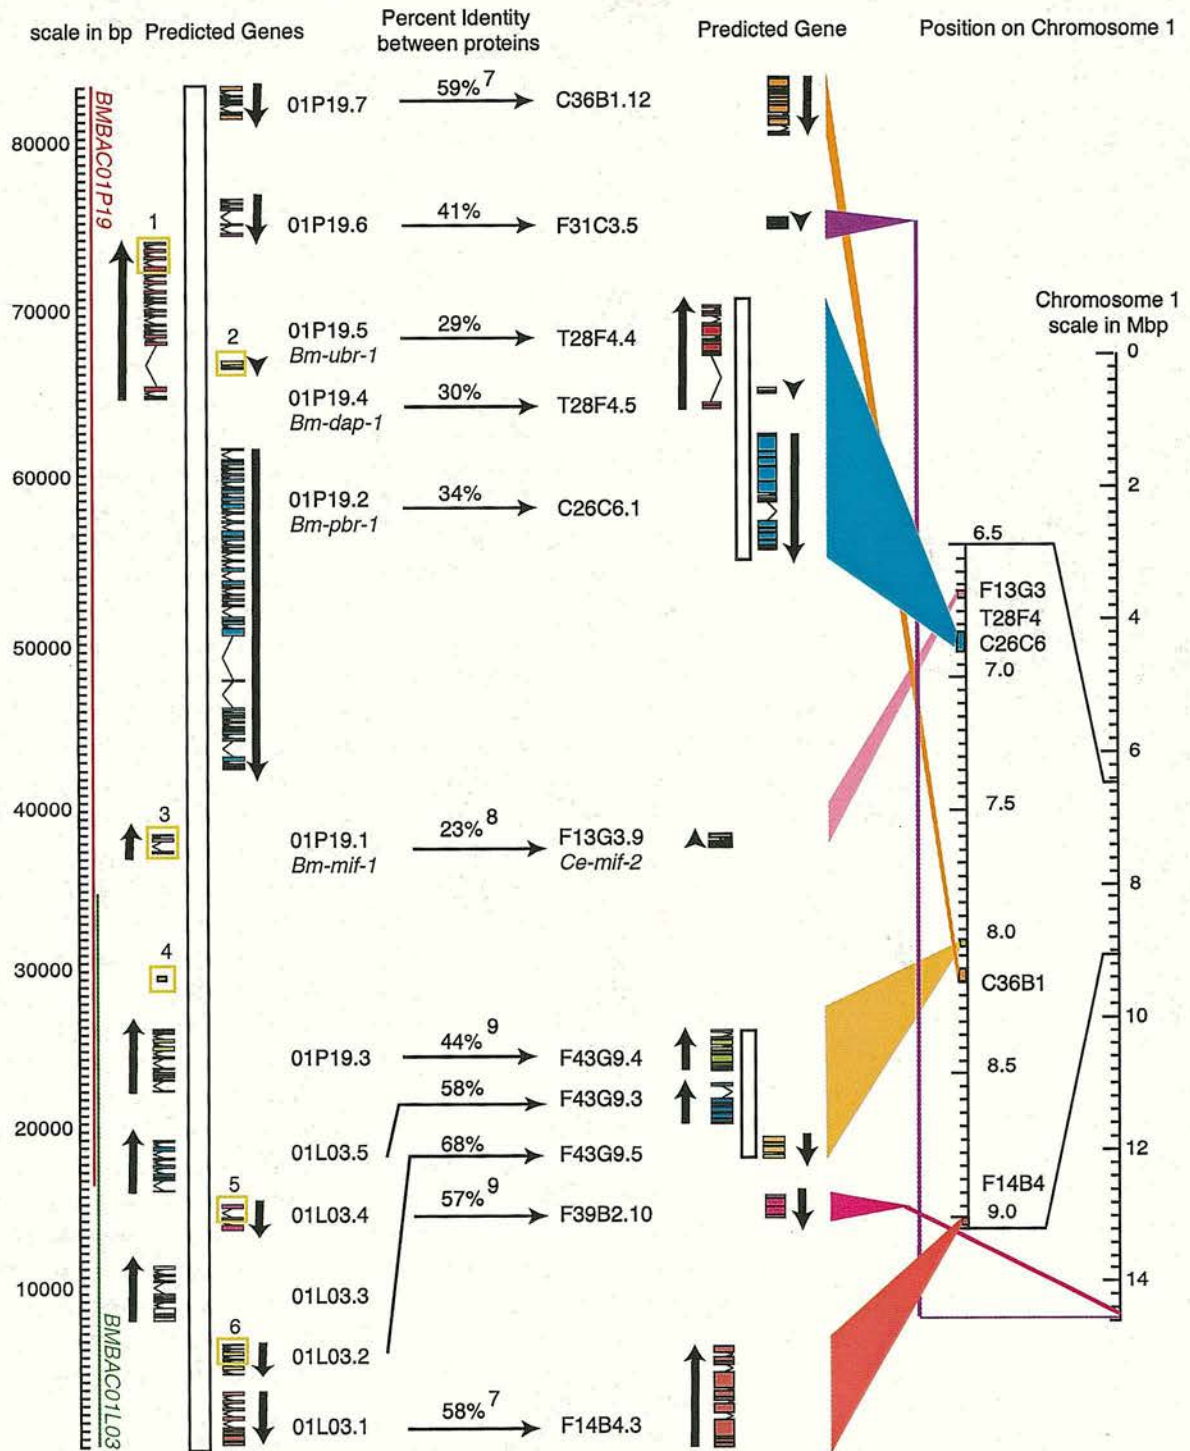 scale in bp
Predicted Genes
Percent Identity
between proteins
Predicted Gene
Position on Chromosome 1
BMBAC01P19
BMBAC01L03
80000
70000
60000
50000
40000
30000
20000
10000
1
2
3
4
5
6
01P19.7
59% 7
C36B1.12
01P19.6
41%
F31C3.5
01P19.5
Bm-ubr-1
29%
T28F4.4
01P19.4
Bm-dap-1
30%
T28F4.5
01P19.2
Bm-pbr-1
34%
C26C6.1
01P19.1
Bm-mif-1
23% 8
F13G3.9
Ce-mif-2
01P19.3
44% 9
F43G9.4
58%
F43G9.3
01L03.5
68%
F43G9.5
01L03.4
57% 9
F39B2.10
01L03.3
01L03.2
01L03.1
58% 7
F14B4.3
Chromosome 1
scale in Mbp
0
2
4
6
8
10
12
14
6.5
F13G3
T28F4
C26C6
7.0
7.5
8.0
C36B1
8.5
F14B4
9.0